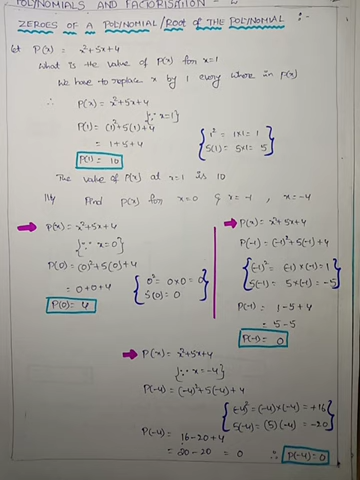 POLYNOMIALS AND FACTORISATION - L
ZEROES OF A POLYNOMIAL / ROOT OF THE POLYNOMIAL :-
Let P(x) = x²+5x+4
What is the value of P(x) for x=1
We have to replace x by 1 every where in P(x)
∴ P(x) = x²+5x+4
{∵ x=1}
P(1) = (1)²+5(1)+4
= 1+5+4
P(1) = 10
{ 1² = 1×1 = 1
5(1) = 5×1 = 5 }
The value of P(x) at x=1 is 10
IIIly Find P(x) for x=0 & x=-1, x=-4
P(x) = x²+5x+4
{∵ x=0}
P(0) = (0)²+5(0)+4
= 0+0+4
P(0) = 4
{ 0² = 0×0 = 0
5(0) = 0 }
P(x) = x²+5x+4
P(-1) = (-1)²+5(-1)+4
{ (-1)² = (-1)×(-1) = 1
5(-1) = 5×(-1) = -5 }
P(-1) = 1-5+4
= 5-5
P(-1) = 0
P(x) = x²+5x+4
{∵ x=-4}
P(-4) = (-4)²+5(-4)+4
{ (-4)² = (-4)×(-4) = +16
5(-4) = (5)(-4) = -20 }
P(-4) = 16-20+4
= 20-20 = 0 ∴ P(-4) = 0